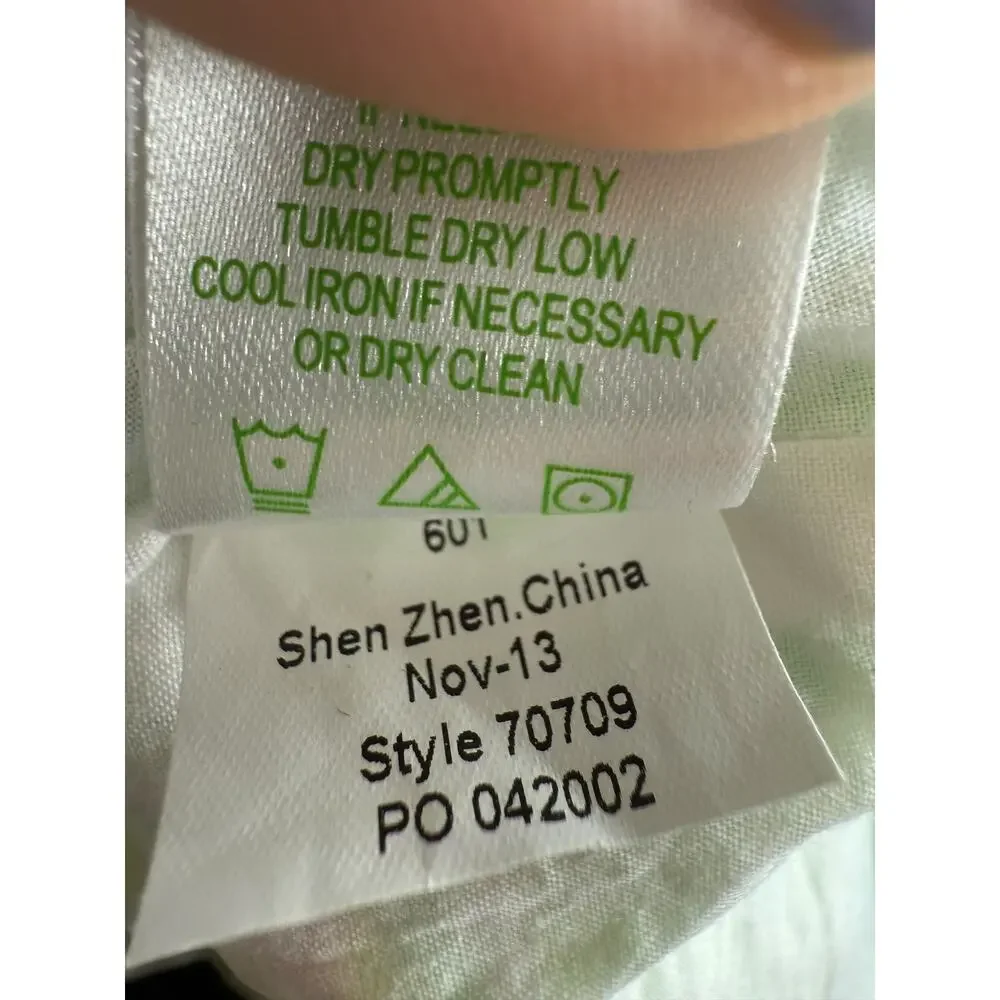 IF
DRY PROMPTLY
TUMBLE DRY LOW
COOL IRON IF NECESSARY
OR DRY CLEAN
601
Shen Zhen.China
Nov-13
Style 70709
PO 042002